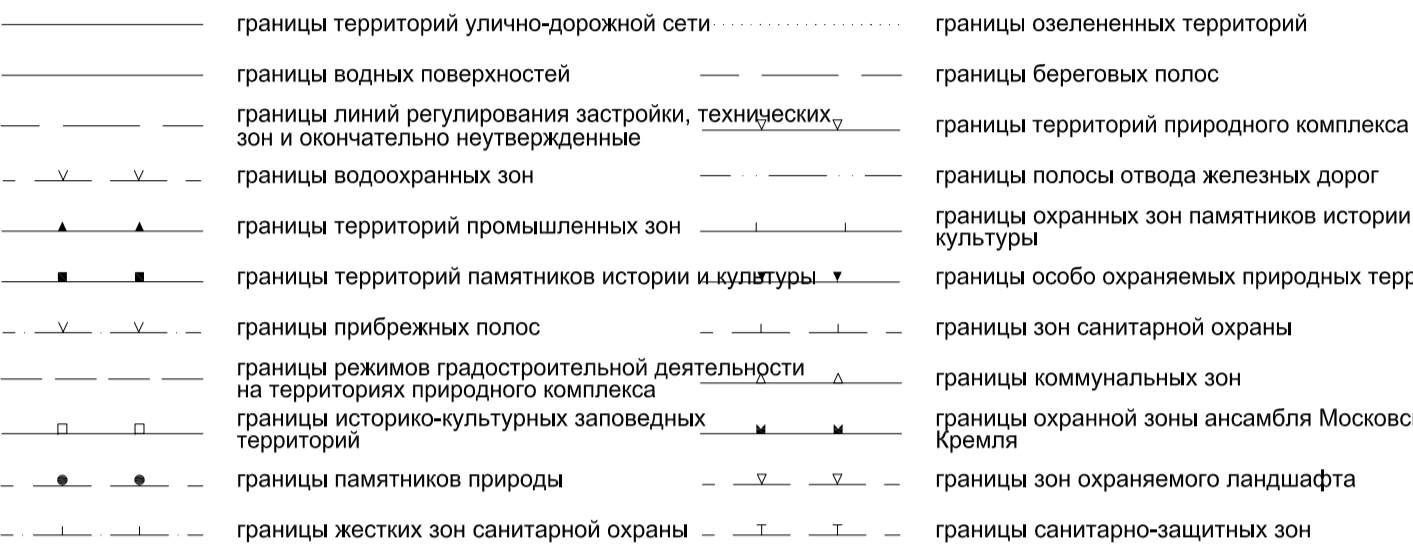 границы территорий улично-дорожной сети
границы водных поверхностей
границы линий регулирования застройки, технических
зон и окончательно неутвержденные
границы водоохранных зон
границы территорий промышленных зон
границы территорий памятников истории и культуры
границы прибрежных полос
границы режимов градостроительной деятельности
на территориях природного комплекса
границы историко-культурных заповедных
территорий
границы памятников природы
границы жестких зон санитарной охраны
границы озелененных территорий
границы береговых полос
границы территорий природного комплекса
границы полосы отвода железных дорог
границы охранных зон памятников истории
культуры
границы особо охраняемых природных терр
границы зон санитарной охраны
границы коммунальных зон
границы охранной зоны ансамбля Московс
Кремля
границы зон охраняемого ландшафта
границы санитарно-защитных зон